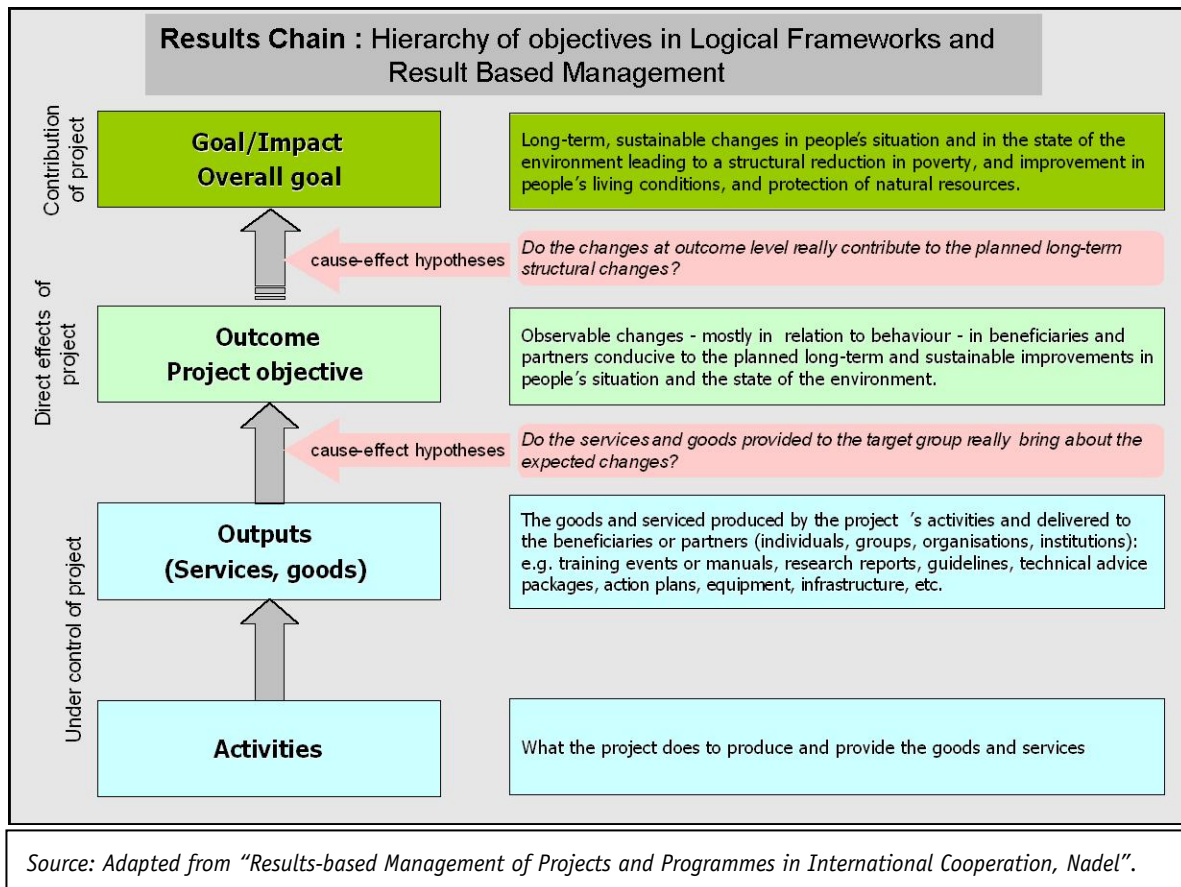 Results Chain : Hierarchy of objectives in Logical Frameworks and
Result Based Management
Contribution
of project
Goal/Impact
Overall goal
Long-term, sustainable changes in people's situation and in the state of the
environment leading to a structural reduction in poverty, and improvement in
people's living conditions, and protection of natural resources.
cause-effect hypotheses
Do the changes at outcome level really contribute to the planned long-term
structural changes?
Direct effects of
project
Outcome
Project objective
Observable changes - mostly in relation to behaviour - in beneficiaries and
partners conducive to the planned long-term and sustainable improvements in
people's situation and the state of the environment.
cause-effect hypotheses
Do the services and goods provided to the target group really bring about the
expected changes?
Under control of project
Outputs
(Services, goods)
The goods and serviced produced by the project 's activities and delivered to
the beneficiaries or partners (individuals, groups, organisations, institutions):
e.g. training events or manuals, research reports, guidelines, technical advice
packages, action plans, equipment, infrastructure, etc.
Activities
What the project does to produce and provide the goods and services
Source: Adapted from “Results-based Management of Projects and Programmes in International Cooperation, Nadel”.